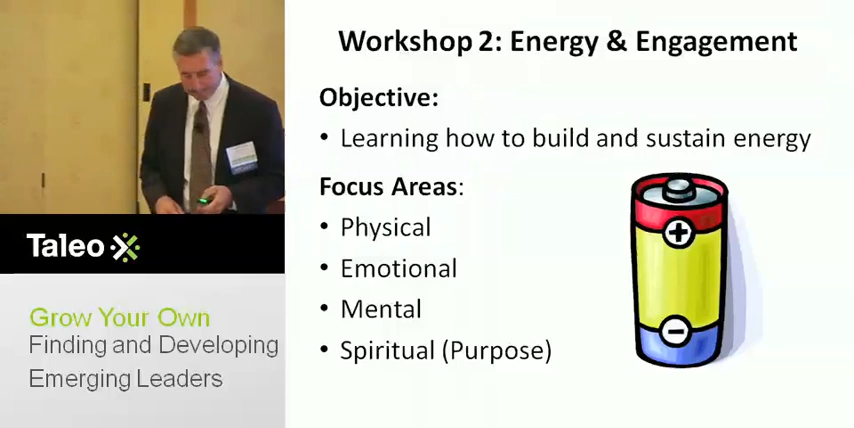 Workshop 2: Energy & Engagement
Objective:
• Learning how to build and sustain energy
Focus Areas:
• Physical
• Emotional
• Mental
• Spiritual (Purpose)
+
-
Taleo
Grow Your Own
Finding and Developing
Emerging Leaders